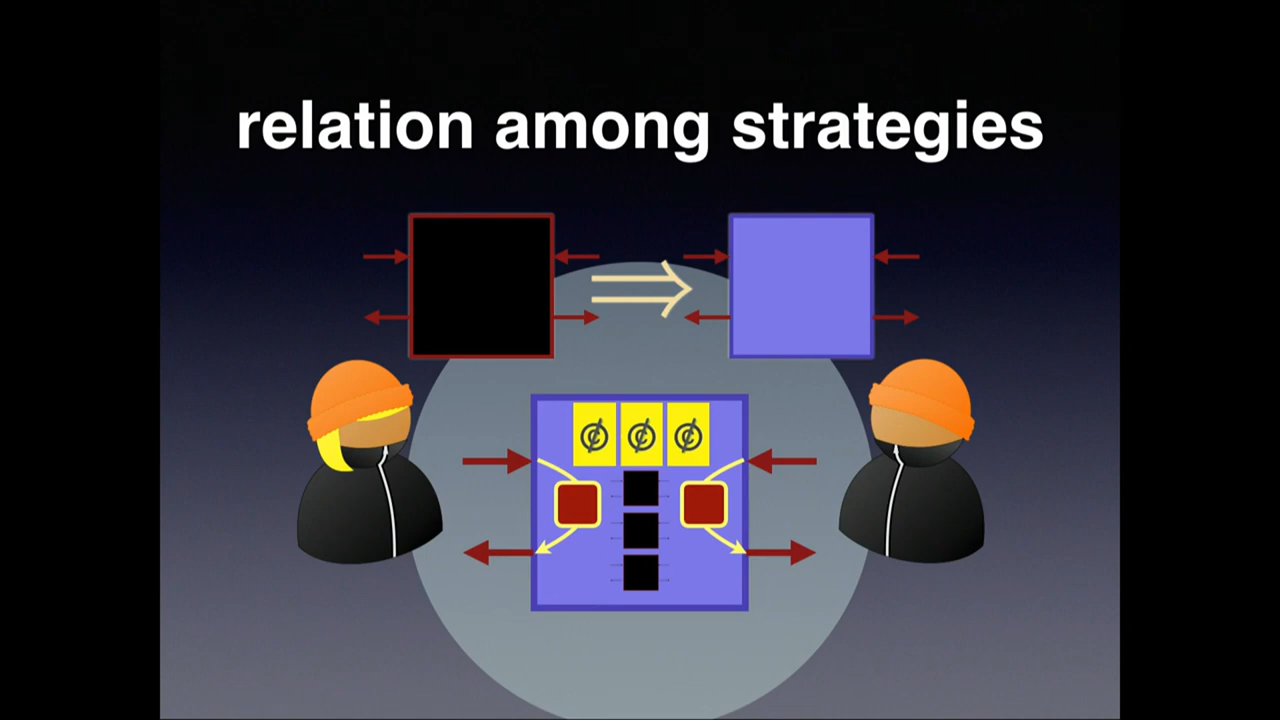 relation among strategies
¢ ¢ ¢